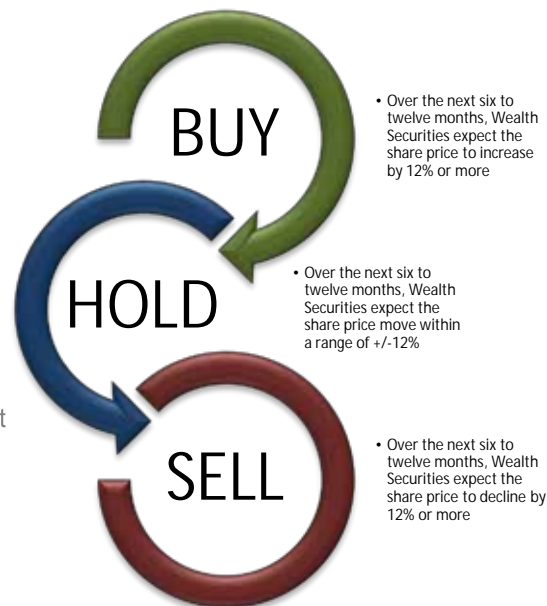 BUY
• Over the next six to
twelve months, Wealth
Securities expect the
share price to increase
by 12% or more
HOLD
• Over the next six to
twelve months, Wealth
Securities expect the
share price move within
a range of +/-12%
SELL
• Over the next six to
twelve months, Wealth
Securities expect the
share price to decline by
12% or more